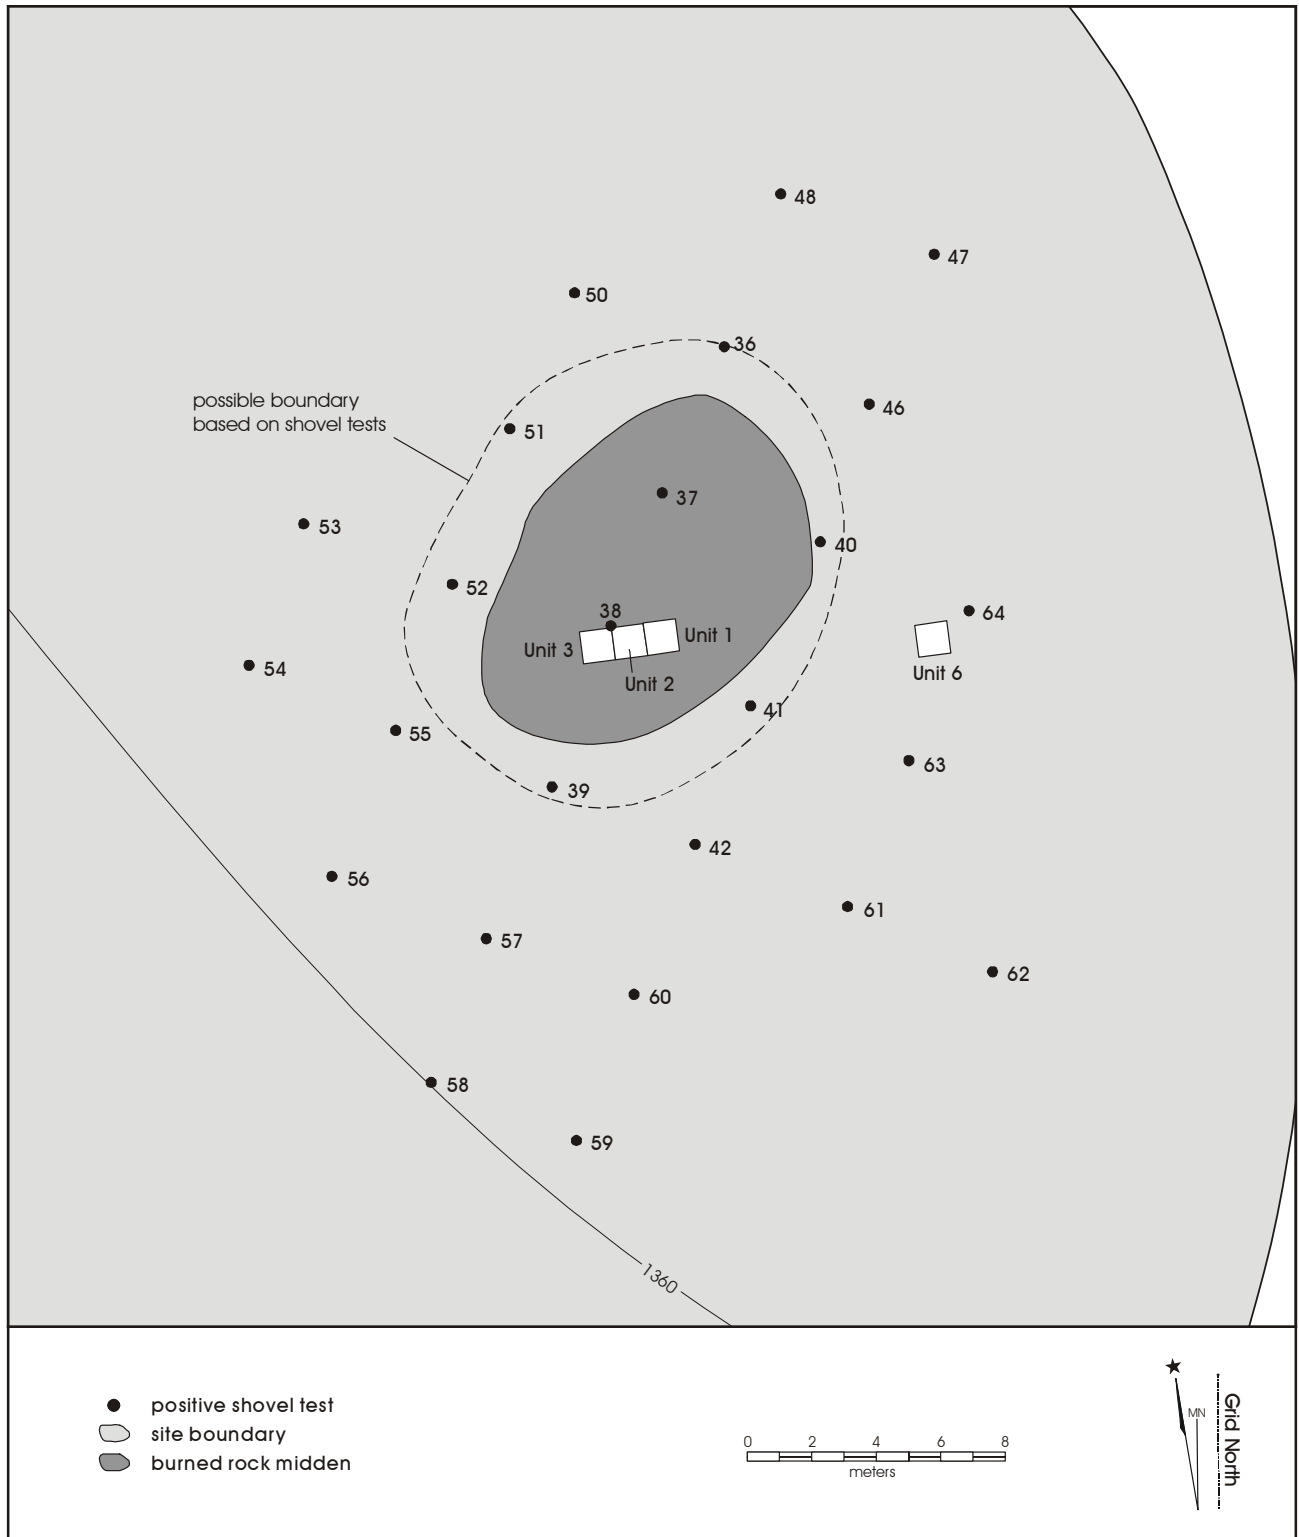 48
47
50
36
46
possible boundary
based on shovel tests
51
37
53
40
52
38
64
Unit 3
Unit 1
Unit 2
Unit 6
54
41
55
63
39
42
56
61
57
62
60
58
59
1360
positive shovel test
site boundary
burned rock midden
0 2 4 6 8
meters
MN
Grid North